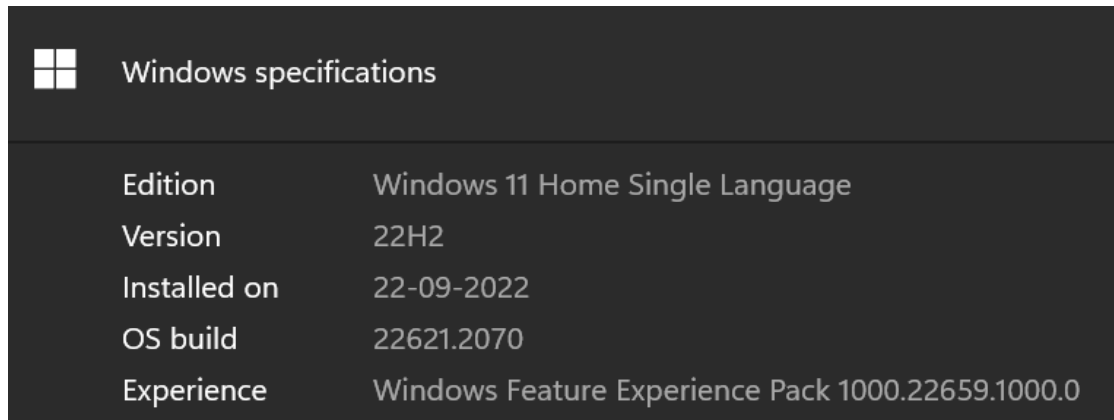 Windows specifications
Edition Windows 11 Home Single Language
Version 22H2
Installed on 22-09-2022
OS build 22621.2070
Experience Windows Feature Experience Pack 1000.22659.1000.0